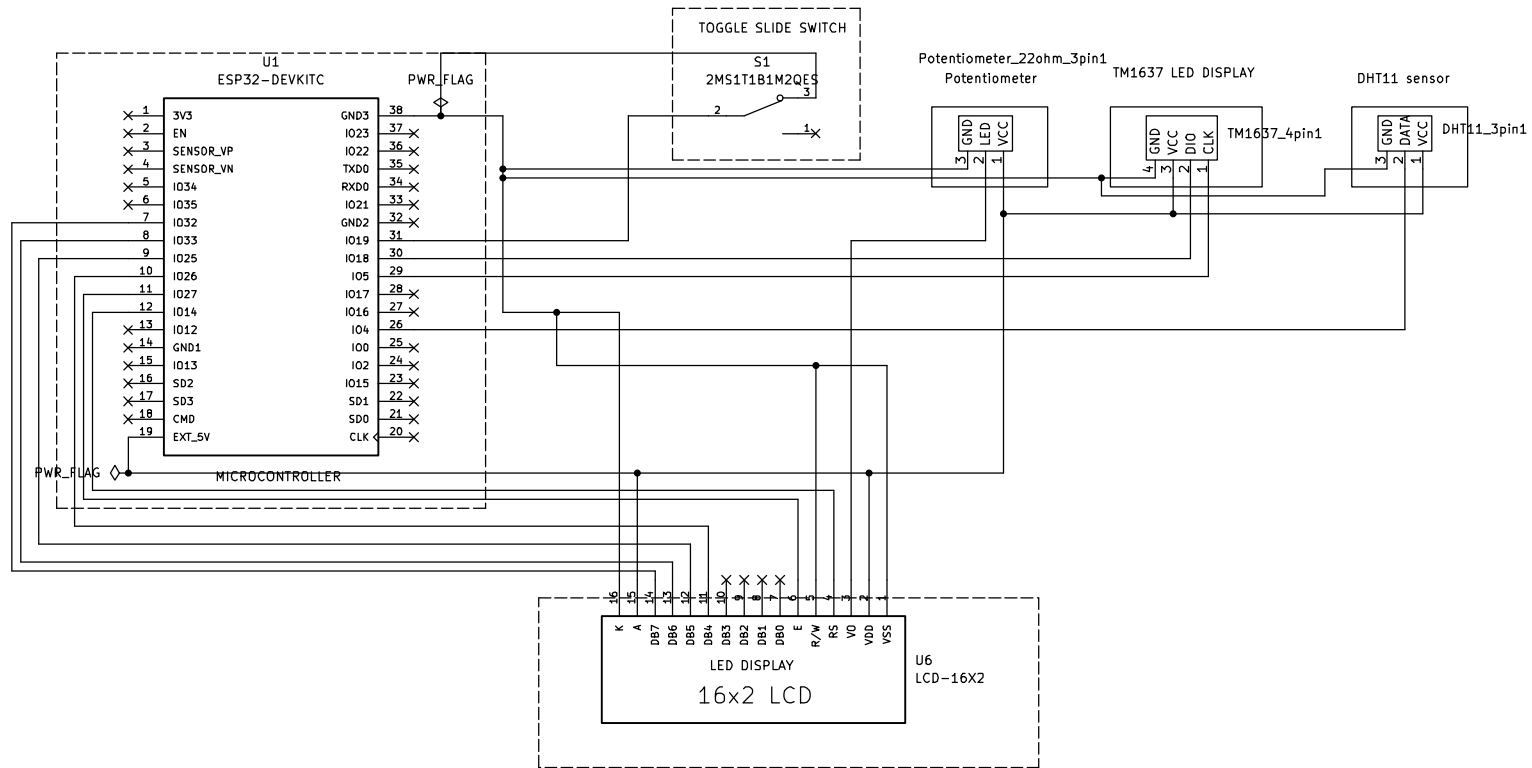 TOGGLE SLIDE SWITCH
U1
ESP32-DEVKITC
PWR_FLAG
S1
2MS1T1B1M2QES
3
2
1
Potentiometer_22ohm_3pin1
Potentiometer
TM1637 LED DISPLAY
DHT11 sensor
GND
LED
VCC
3
2
1
GND
VCC
DIO
CLK
4
3
2
1
TM1637_4pin1
GND
DATA
VCC
3
2
1
DHT11_3pin1
1 3V3
2 EN
3 SENSOR_VP
4 SENSOR_VN
5 IO34
6 IO35
7 IO32
8 IO33
9 IO25
10 IO26
11 IO27
12 IO14
13 IO12
14 GND1
15 IO13
16 SD2
17 SD3
18 CMD
19 EXT_5V
GND3 38
IO23 37
IO22 36
TXD0 35
RXD0 34
IO21 33
GND2 32
IO19 31
IO18 30
IO5 29
IO17 28
IO16 27
IO4 26
IO0 25
IO2 24
IO15 23
SD1 22
SD0 21
CLK 20
PWR_FLAG
MICROCONTROLLER
16 K
15 A
14 DB7
13 DB6
12 DB5
11 DB4
10 DB3
9 DB2
8 DB1
7 DB0
6 E
5 R/W
4 RS
3 VO
2 VDD
1 VSS
LED DISPLAY
16x2 LCD
U6
LCD-16X2